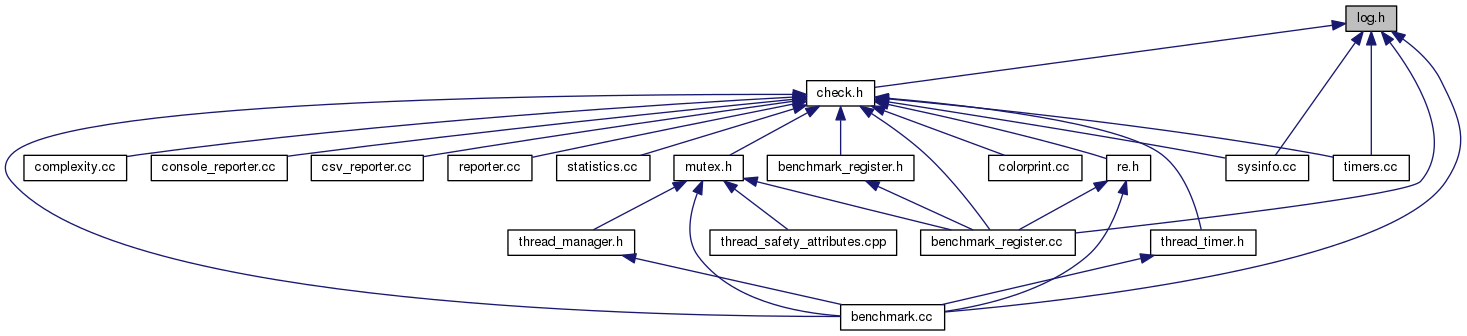 log.h
check.h
complexity.cc
console_reporter.cc
csv_reporter.cc
reporter.cc
statistics.cc
mutex.h
benchmark_register.h
colorprint.cc
re.h
sysinfo.cc
timers.cc
thread_manager.h
thread_safety_attributes.cpp
benchmark_register.cc
thread_timer.h
benchmark.cc